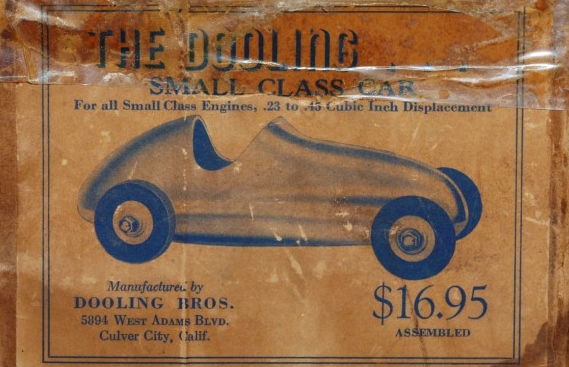 THE DOOLING
SMALL CLASS CAR
For all Small Class Engines, .23 to .45 Cubic Inch Displacement
Manufactured by
DOOLING BROS.
5894 WEST ADAMS BLVD.
Culver City, Calif.
$16.95
ASSEMBLED